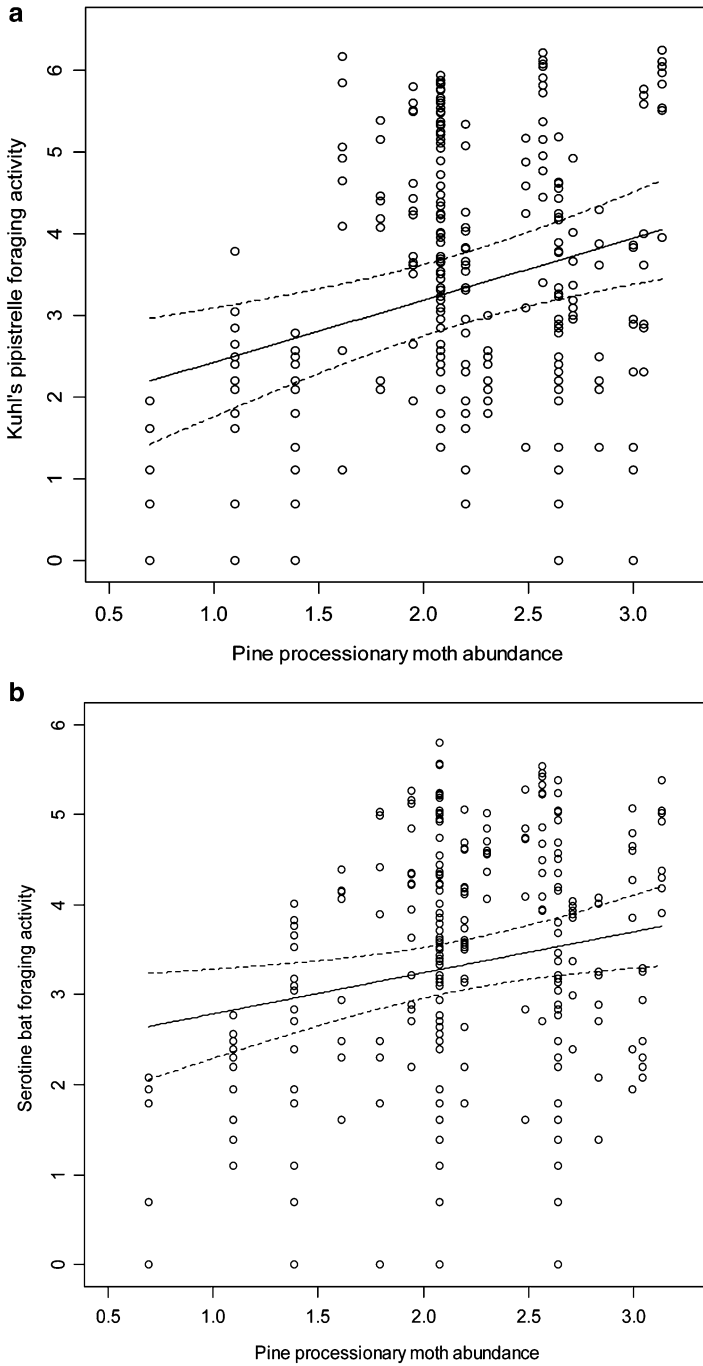 a
6
5
4
3
2
1
0
Kuhl's pipistrelle foraging activity
0.5 1.0 1.5 2.0 2.5 3.0
Pine processionary moth abundance
b
6
5
4
3
2
1
0
Serotine bat foraging activity
0.5 1.0 1.5 2.0 2.5 3.0
Pine processionary moth abundance